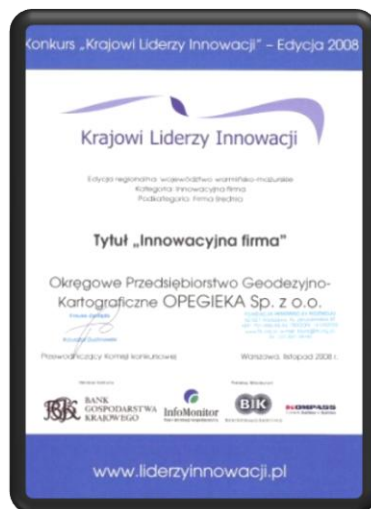 Konkurs „Krajowi Liderzy Innowacji” – Edycja 2008
Krajowi Liderzy Innowacji
Edycja regionalna: województwo warmińsko-mazurskie
Kategoria: Innowacyjna firma
Podkategoria: Firma średnia
Tytuł „Innowacyjna firma”
Okręgowe Przedsiębiorstwo Geodezyjno-
Kartograficzne OPEGIEKA Sp. z o.o.
Przewodniczący Komisji konkursowej
Warszawa, listopad 2008 r.
BANK
GOSPODARSTWA
KRAJOWEGO
InfoMonitor
BIK
KOMPASS
www.liderzyinnowacji.pl